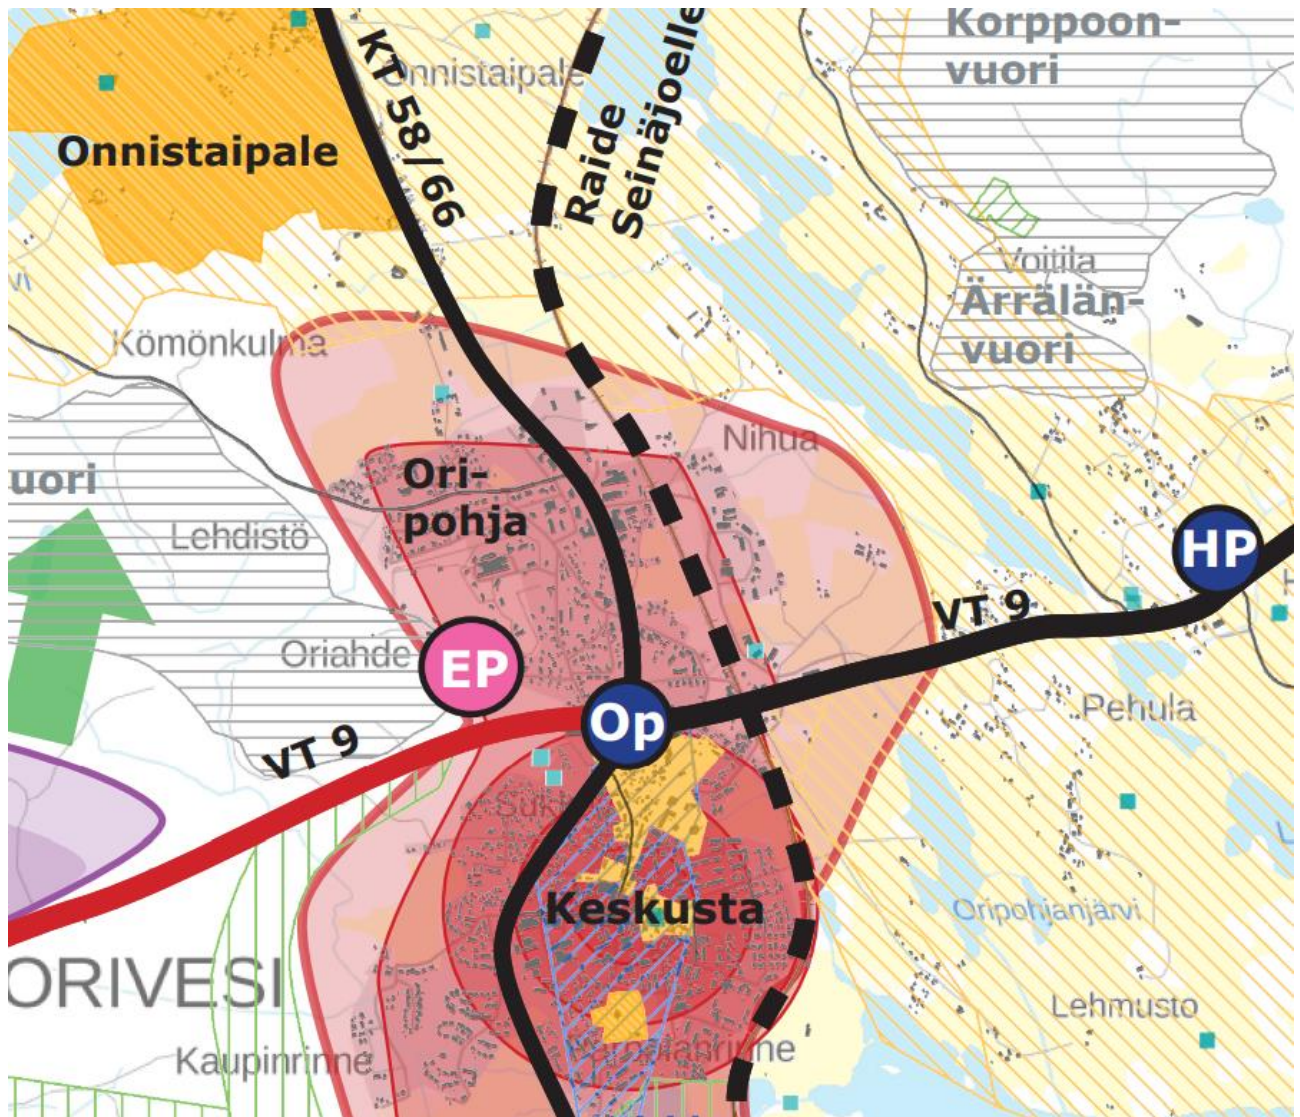 Korppoon-
vuori
KT 58/66
Onnistaipale
Raide
Seinäjoelle
Onnistaipale
Voitila
Ärrälän-
vuori
Kömönkulma
Nihua
Ori-
pohja
uori
Lehdistö
HP
VT 9
Oriahde
EP
Pehula
Op
VT 9
Keskusta
Oripohjanjärvi
ORIVESI
Lehmusto
Kaupinrinne